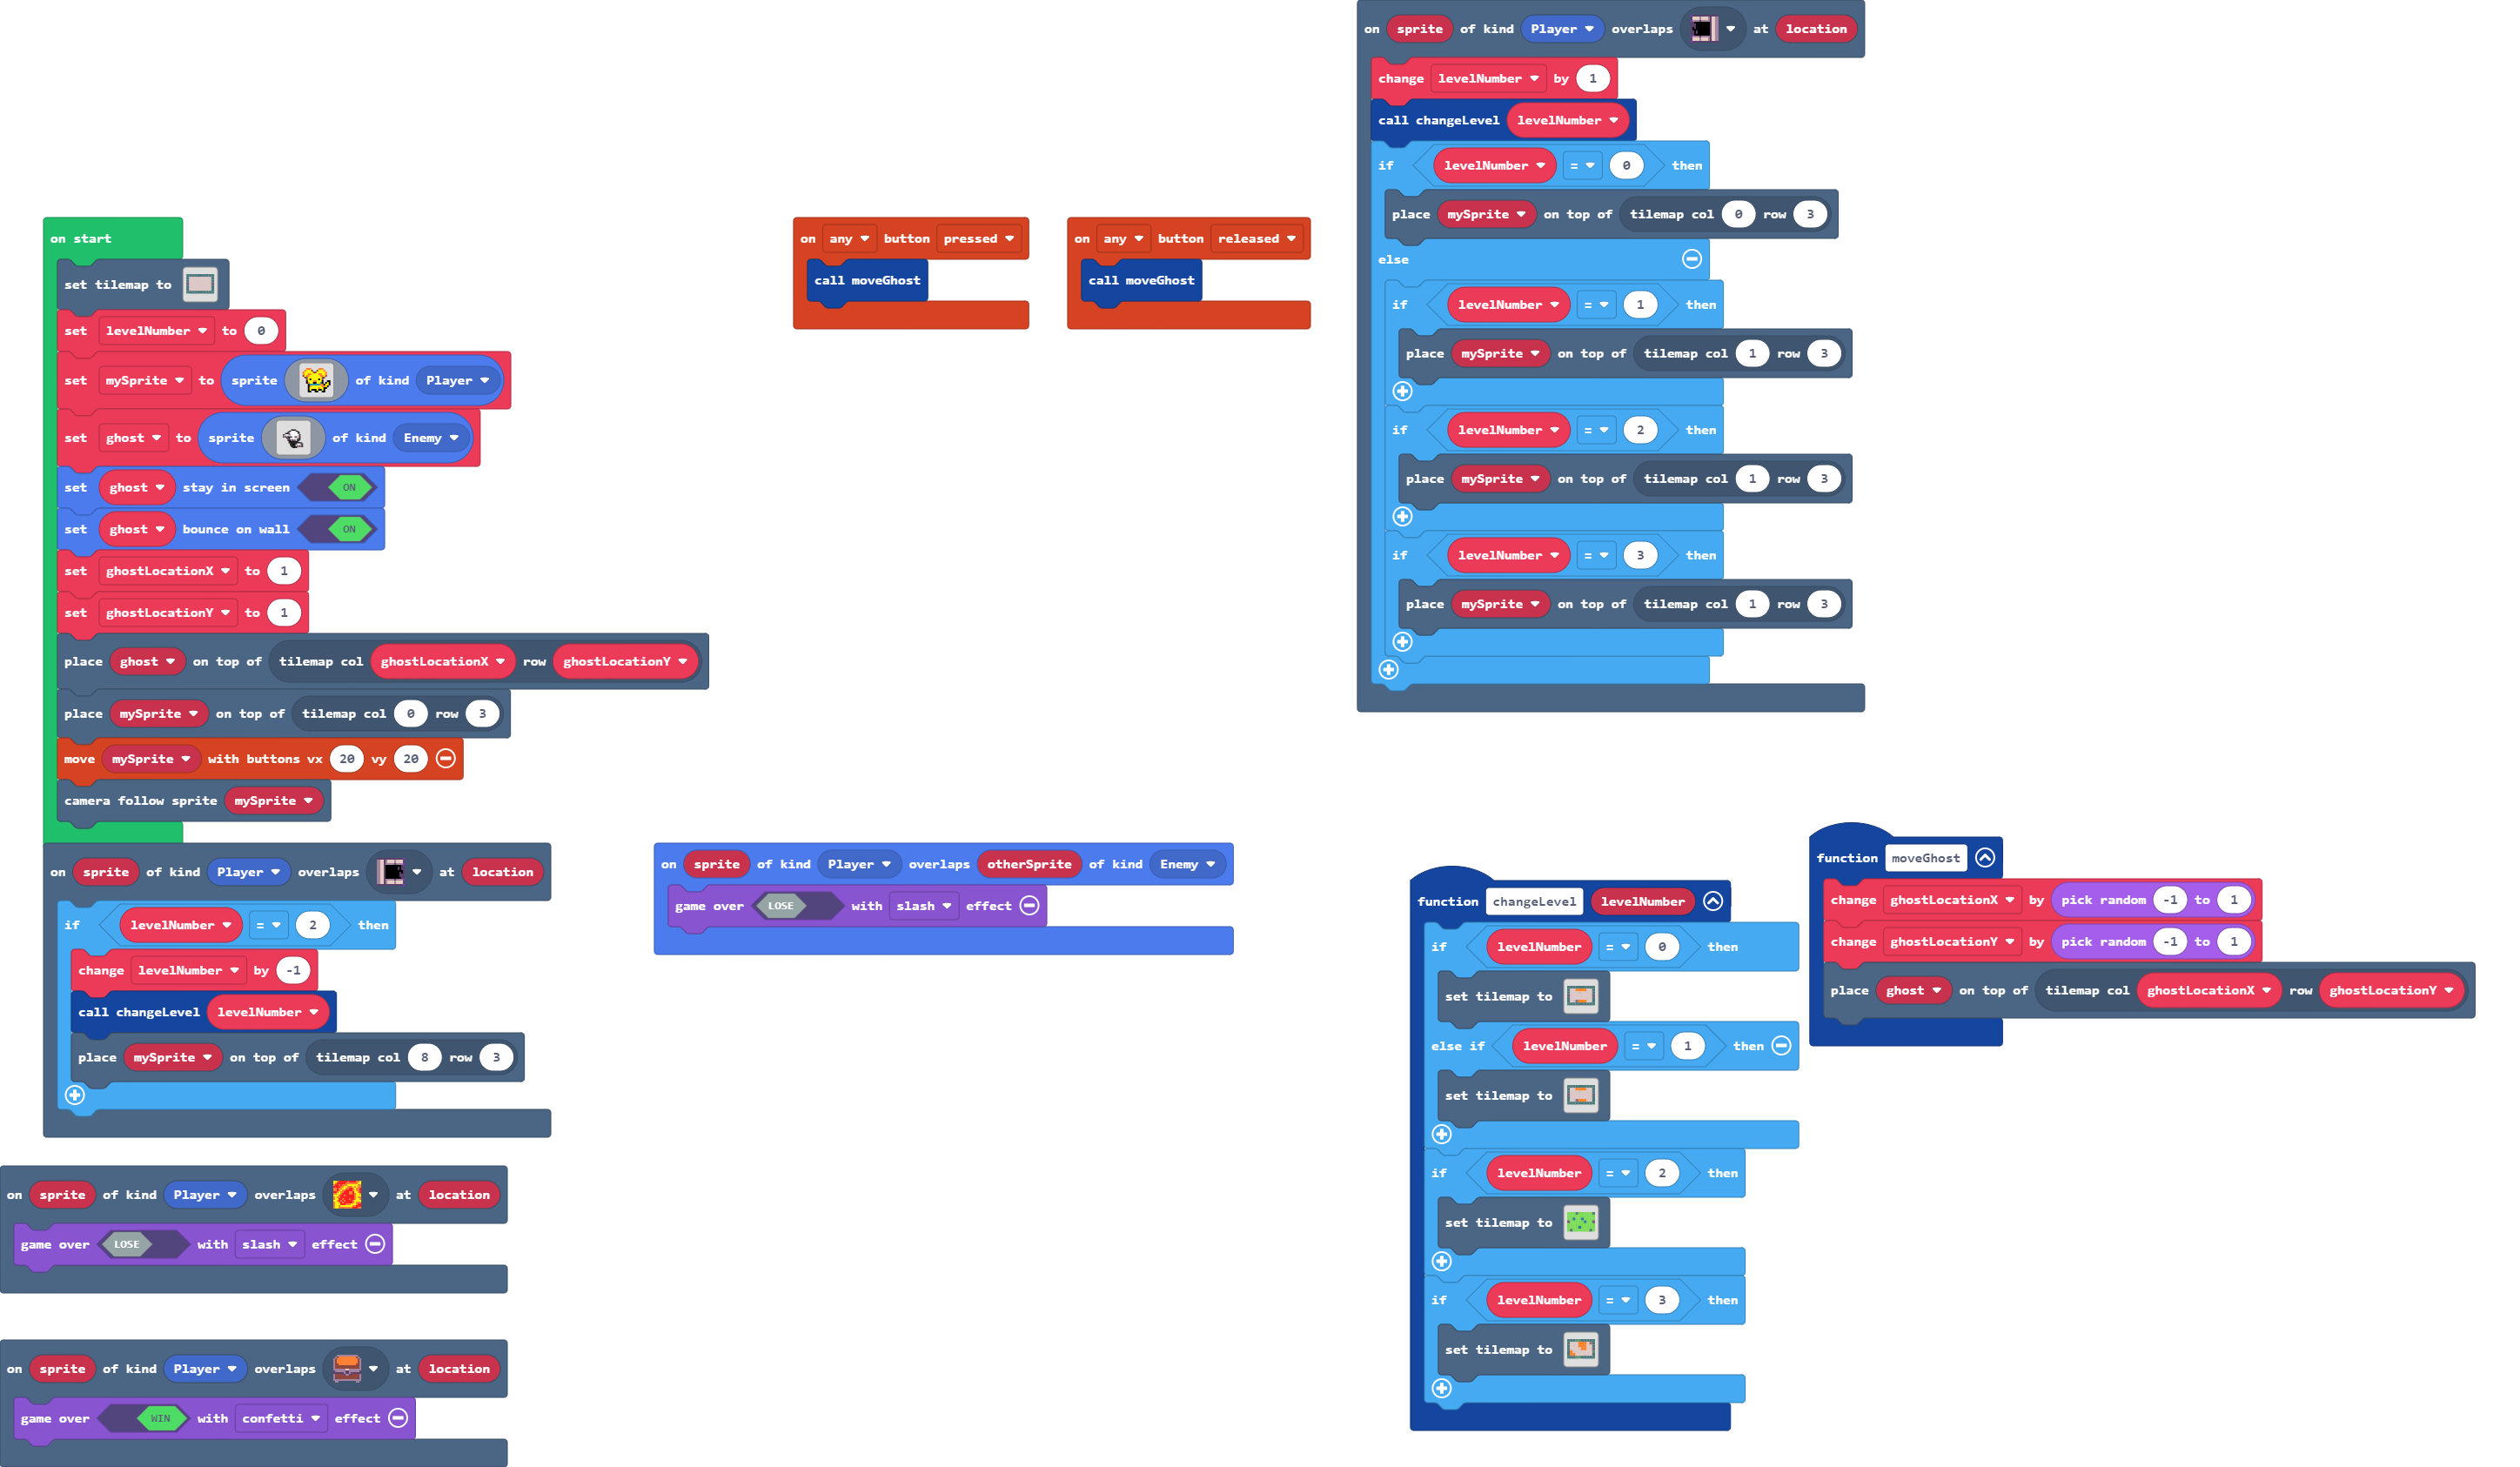 on start
set tilemap to
set levelNumber to 0
set mySprite to sprite of kind Player
set ghost to sprite of kind Enemy
set ghost stay in screen ON
set ghost bounce on wall ON
set ghostLocationX to 1
set ghostLocationY to 1
place ghost on top of tilemap col ghostLocationX row ghostLocationY
place mySprite on top of tilemap col 0 row 3
move mySprite with buttons vx 20 vy 20
camera follow sprite mySprite
on sprite of kind Player overlaps at location
if levelNumber = 2 then
change levelNumber by -1
call changeLevel levelNumber
place mySprite on top of tilemap col 8 row 3
on sprite of kind Player overlaps at location
game over LOSE with slash effect
on sprite of kind Player overlaps at location
game over WIN with confetti effect
on any button pressed
call moveGhost
on any button released
call moveGhost
on sprite of kind Player overlaps otherSprite of kind Enemy
game over LOSE with slash effect
on sprite of kind Player overlaps at location
change levelNumber by 1
call changeLevel levelNumber
if levelNumber = 0 then
place mySprite on top of tilemap col 0 row 3
else
if levelNumber = 1 then
place mySprite on top of tilemap col 1 row 3
if levelNumber = 2 then
place mySprite on top of tilemap col 1 row 3
if levelNumber = 3 then
place mySprite on top of tilemap col 1 row 3
function changeLevel levelNumber
if levelNumber = 0 then
set tilemap to
else if levelNumber = 1 then
set tilemap to
if levelNumber = 2 then
set tilemap to
if levelNumber = 3 then
set tilemap to
function moveGhost
change ghostLocationX by pick random -1 to 1
change ghostLocationY by pick random -1 to 1
place ghost on top of tilemap col ghostLocationX row ghostLocationY